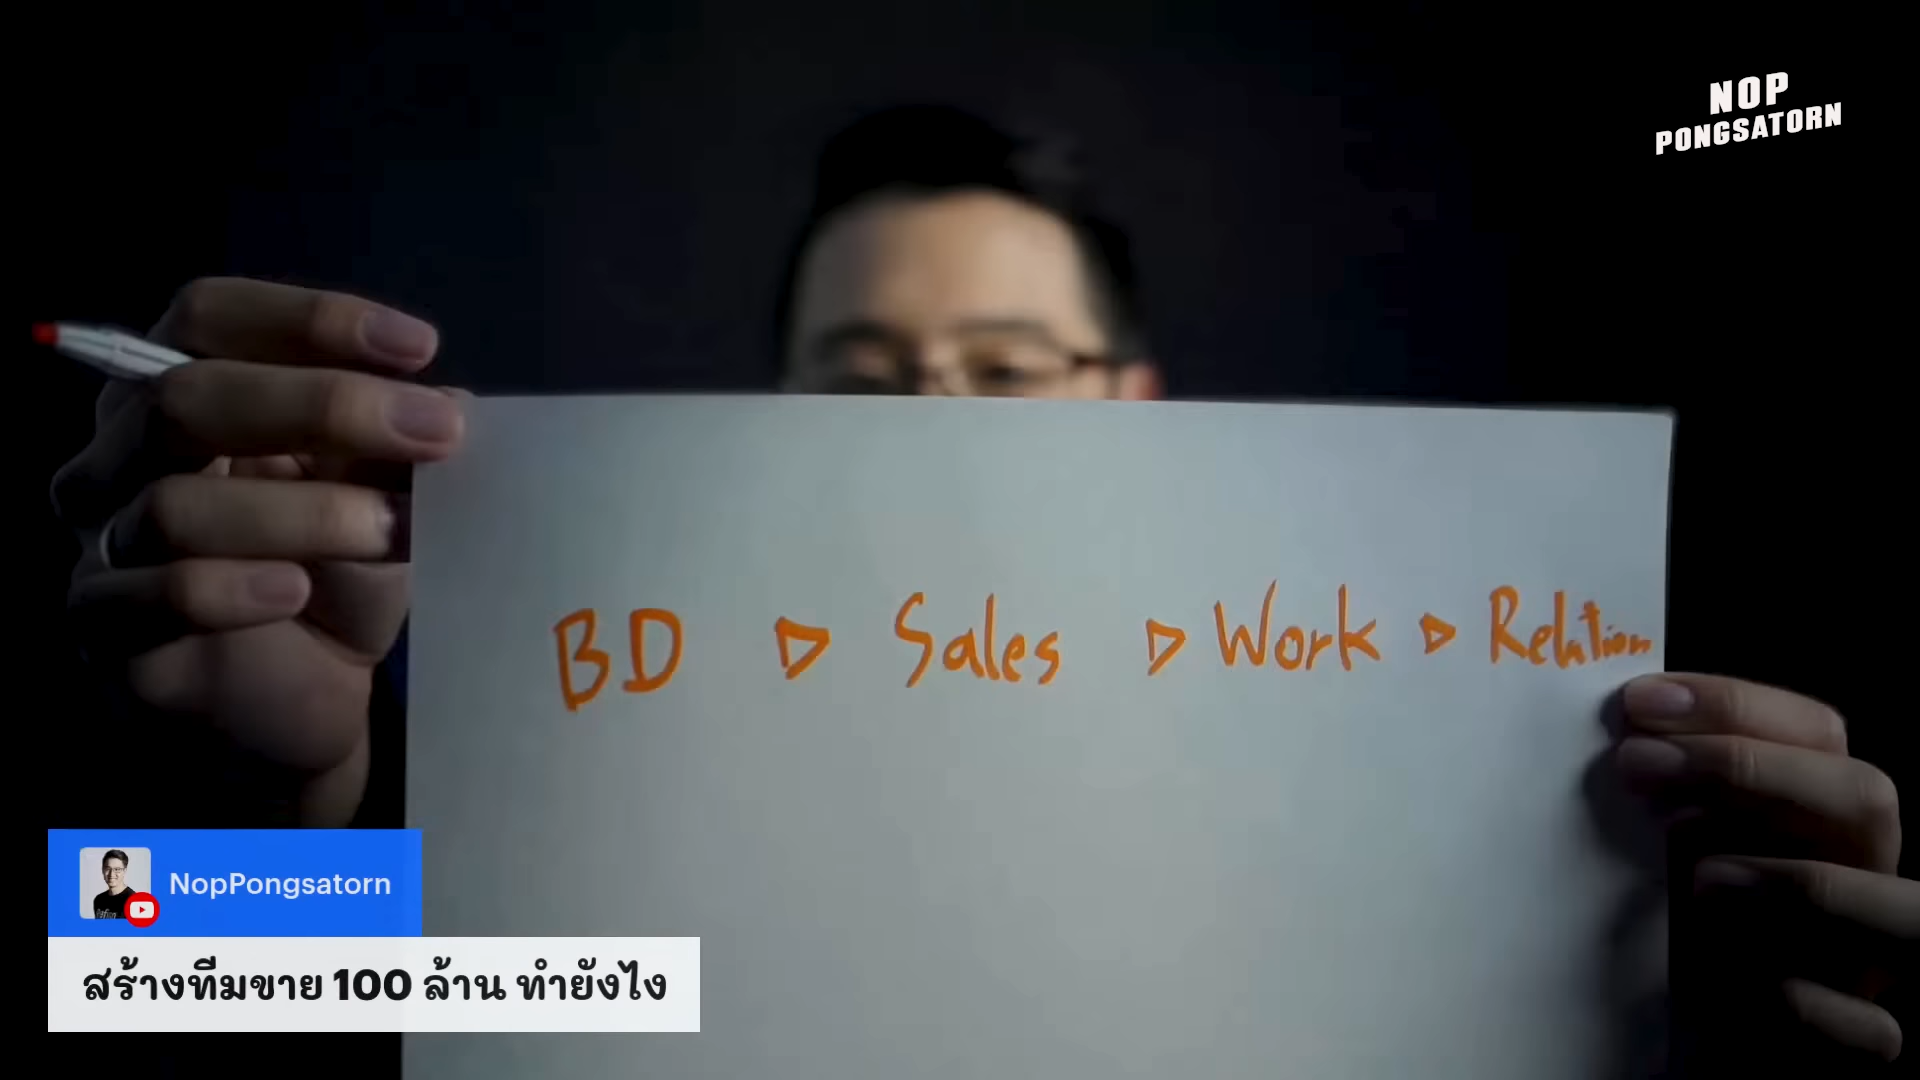 NOP
PONGSATORN
BD ▷ Sales ▷ Work ▷ Relation
NopPongsatorn
สร้างทีมขาย 100 ล้าน ทำยังไง